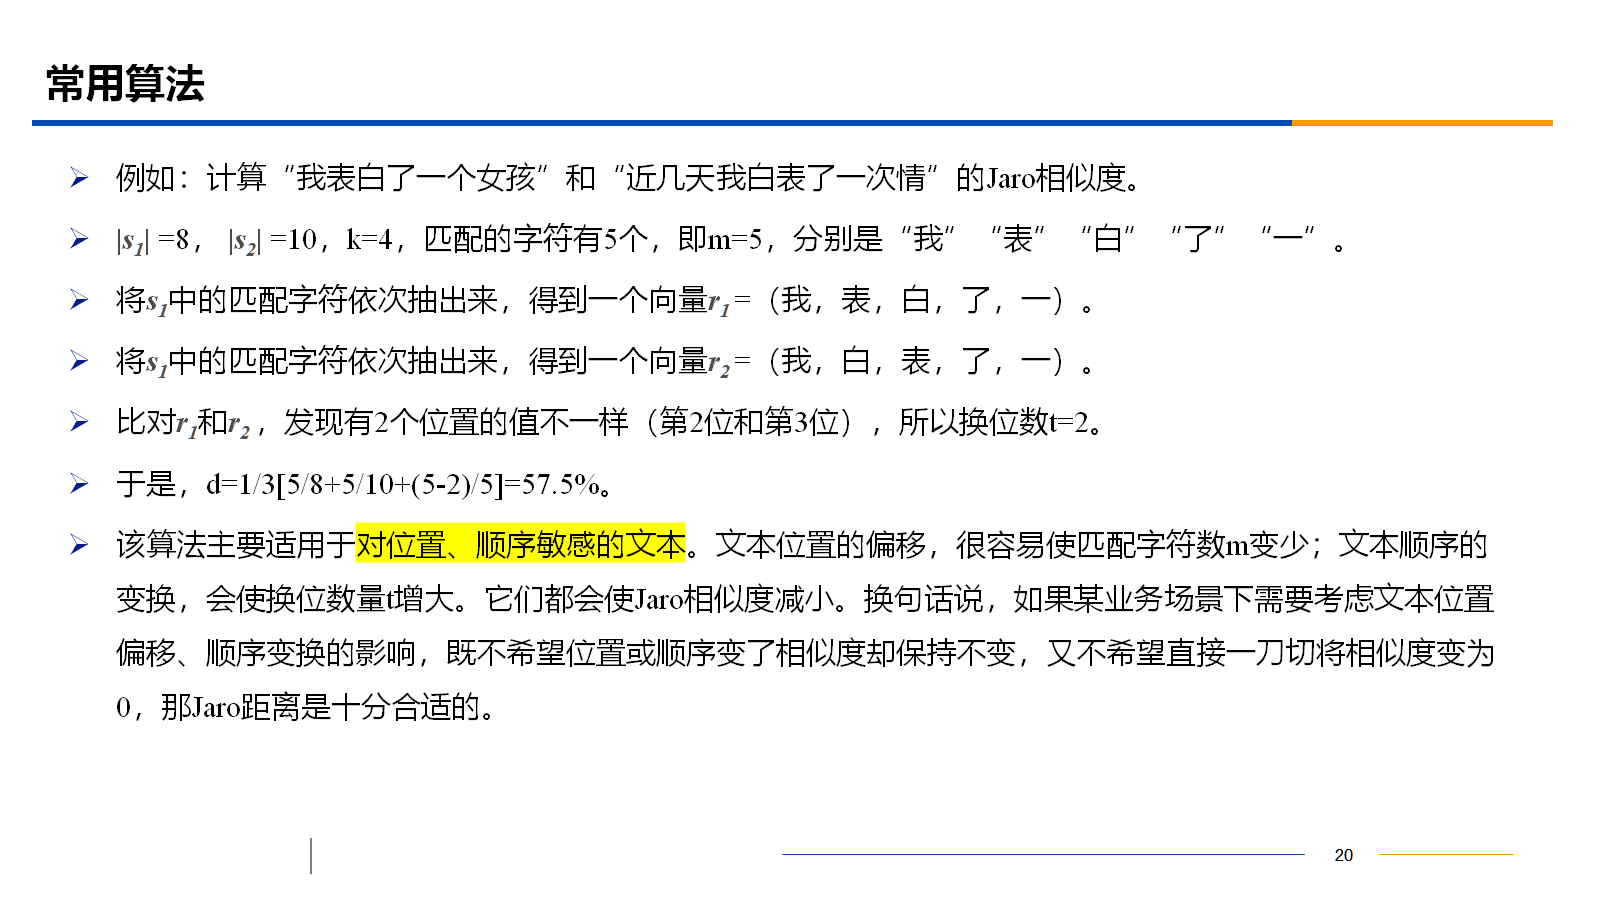 常用算法
例如：计算“我表白了一个女孩”和“近几天我白表了一次情”的Jaro相似度。
|s1| =8， |s2| =10，k=4，匹配的字符有5个，即m=5，分别是“我”“表”“白”“了”“一”。
将s1中的匹配字符依次抽出来，得到一个向量r1 =（我，表，白，了，一）。
将s1中的匹配字符依次抽出来，得到一个向量r2 =（我，白，表，了，一）。
比对r1和r2 ，发现有2个位置的值不一样（第2位和第3位），所以换位数t=2。
于是，d=1/3[5/8+5/10+(5-2)/5]=57.5%。
该算法主要适用于对位置、顺序敏感的文本。文本位置的偏移，很容易使匹配字符数m变少；文本顺序的
变换，会使换位数量t增大。它们都会使Jaro相似度减小。换句话说，如果某业务场景下需要考虑文本位置
偏移、顺序变换的影响，既不希望位置或顺序变了相似度却保持不变，又不希望直接一刀切将相似度变为
0，那Jaro距离是十分合适的。
20